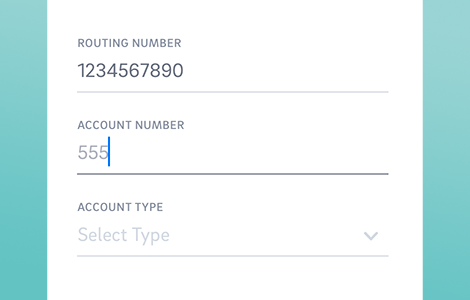 ROUTING NUMBER
1234567890
ACCOUNT NUMBER
555
ACCOUNT TYPE
Select Type